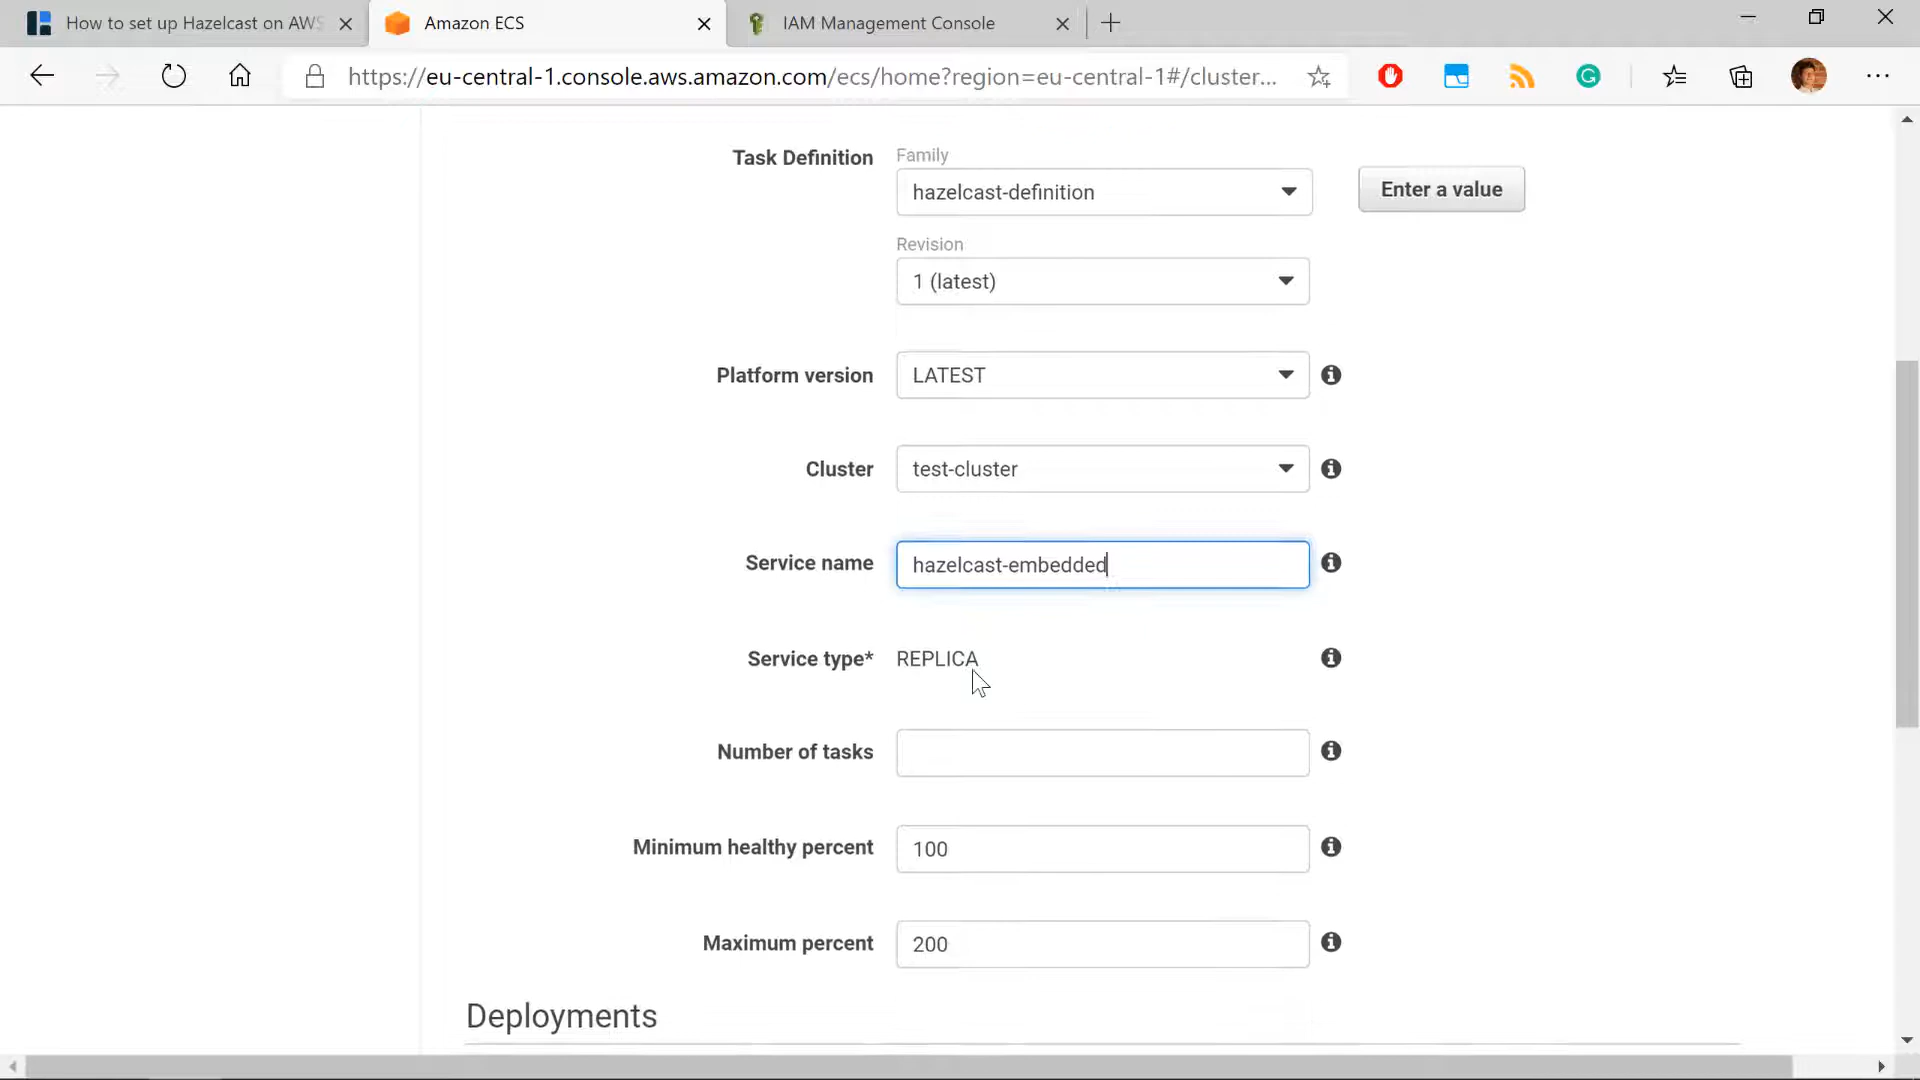 How to set up Hazelcast on AWS
Amazon ECS
IAM Management Console
https://eu-central-1.console.aws.amazon.com/ecs/home?region=eu-central-1#/cluster...
Task Definition
Family
hazelcast-definition
Enter a value
Revision
1 (latest)
Platform version
LATEST
Cluster
test-cluster
Service name
hazelcast-embedded
Service type*
REPLICA
Number of tasks
Minimum healthy percent
100
Maximum percent
200
Deployments